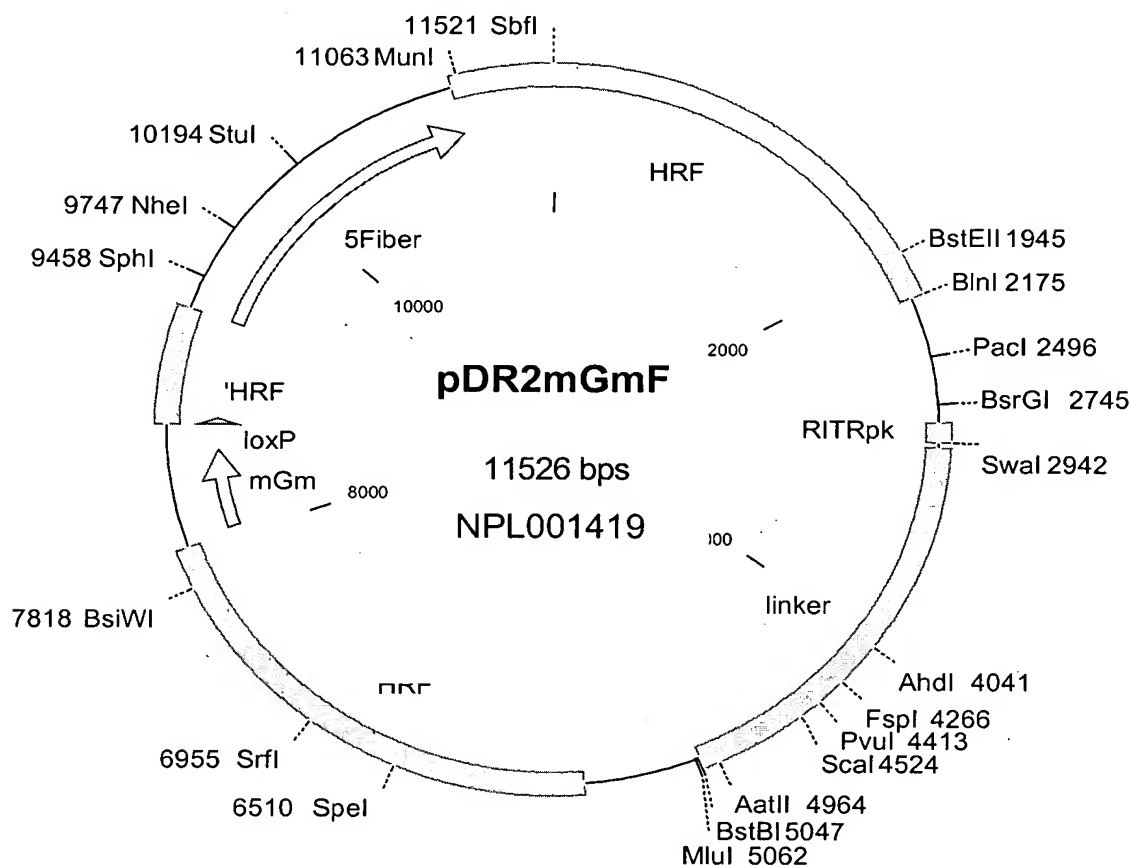 11521 SbfI
11063 MunI
10194 StuI
9747 NheI
9458 SphI
HRF
5Fiber
BstEII 1945
BlnI 2175
10000
2000
PacI 2496
pDR2mGmF
BsrGI 2745
'HRF
RITRpk
loxP
SwaI 2942
mGm
8000
11526 bps
NPL001419
linker
7818 BsiWI
AhdI 4041
FspI 4266
PvuI 4413
6955 SrfI
ScaI 4524
6510 SpeI
AatII 4964
BstBI 5047
MluI 5062